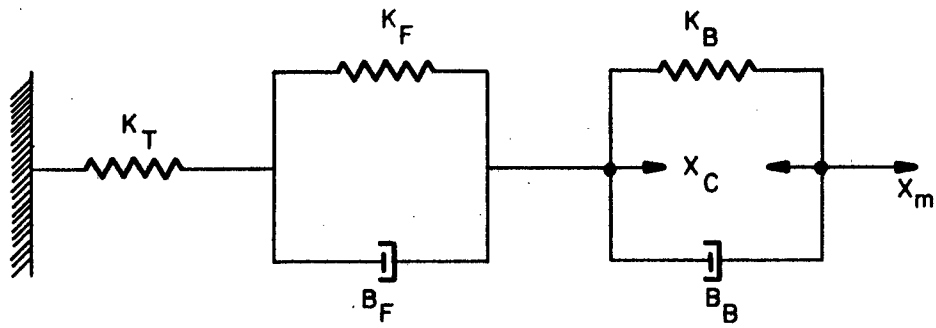 K_F
K_B
K_T
X_C
X_m
B_F
B_B